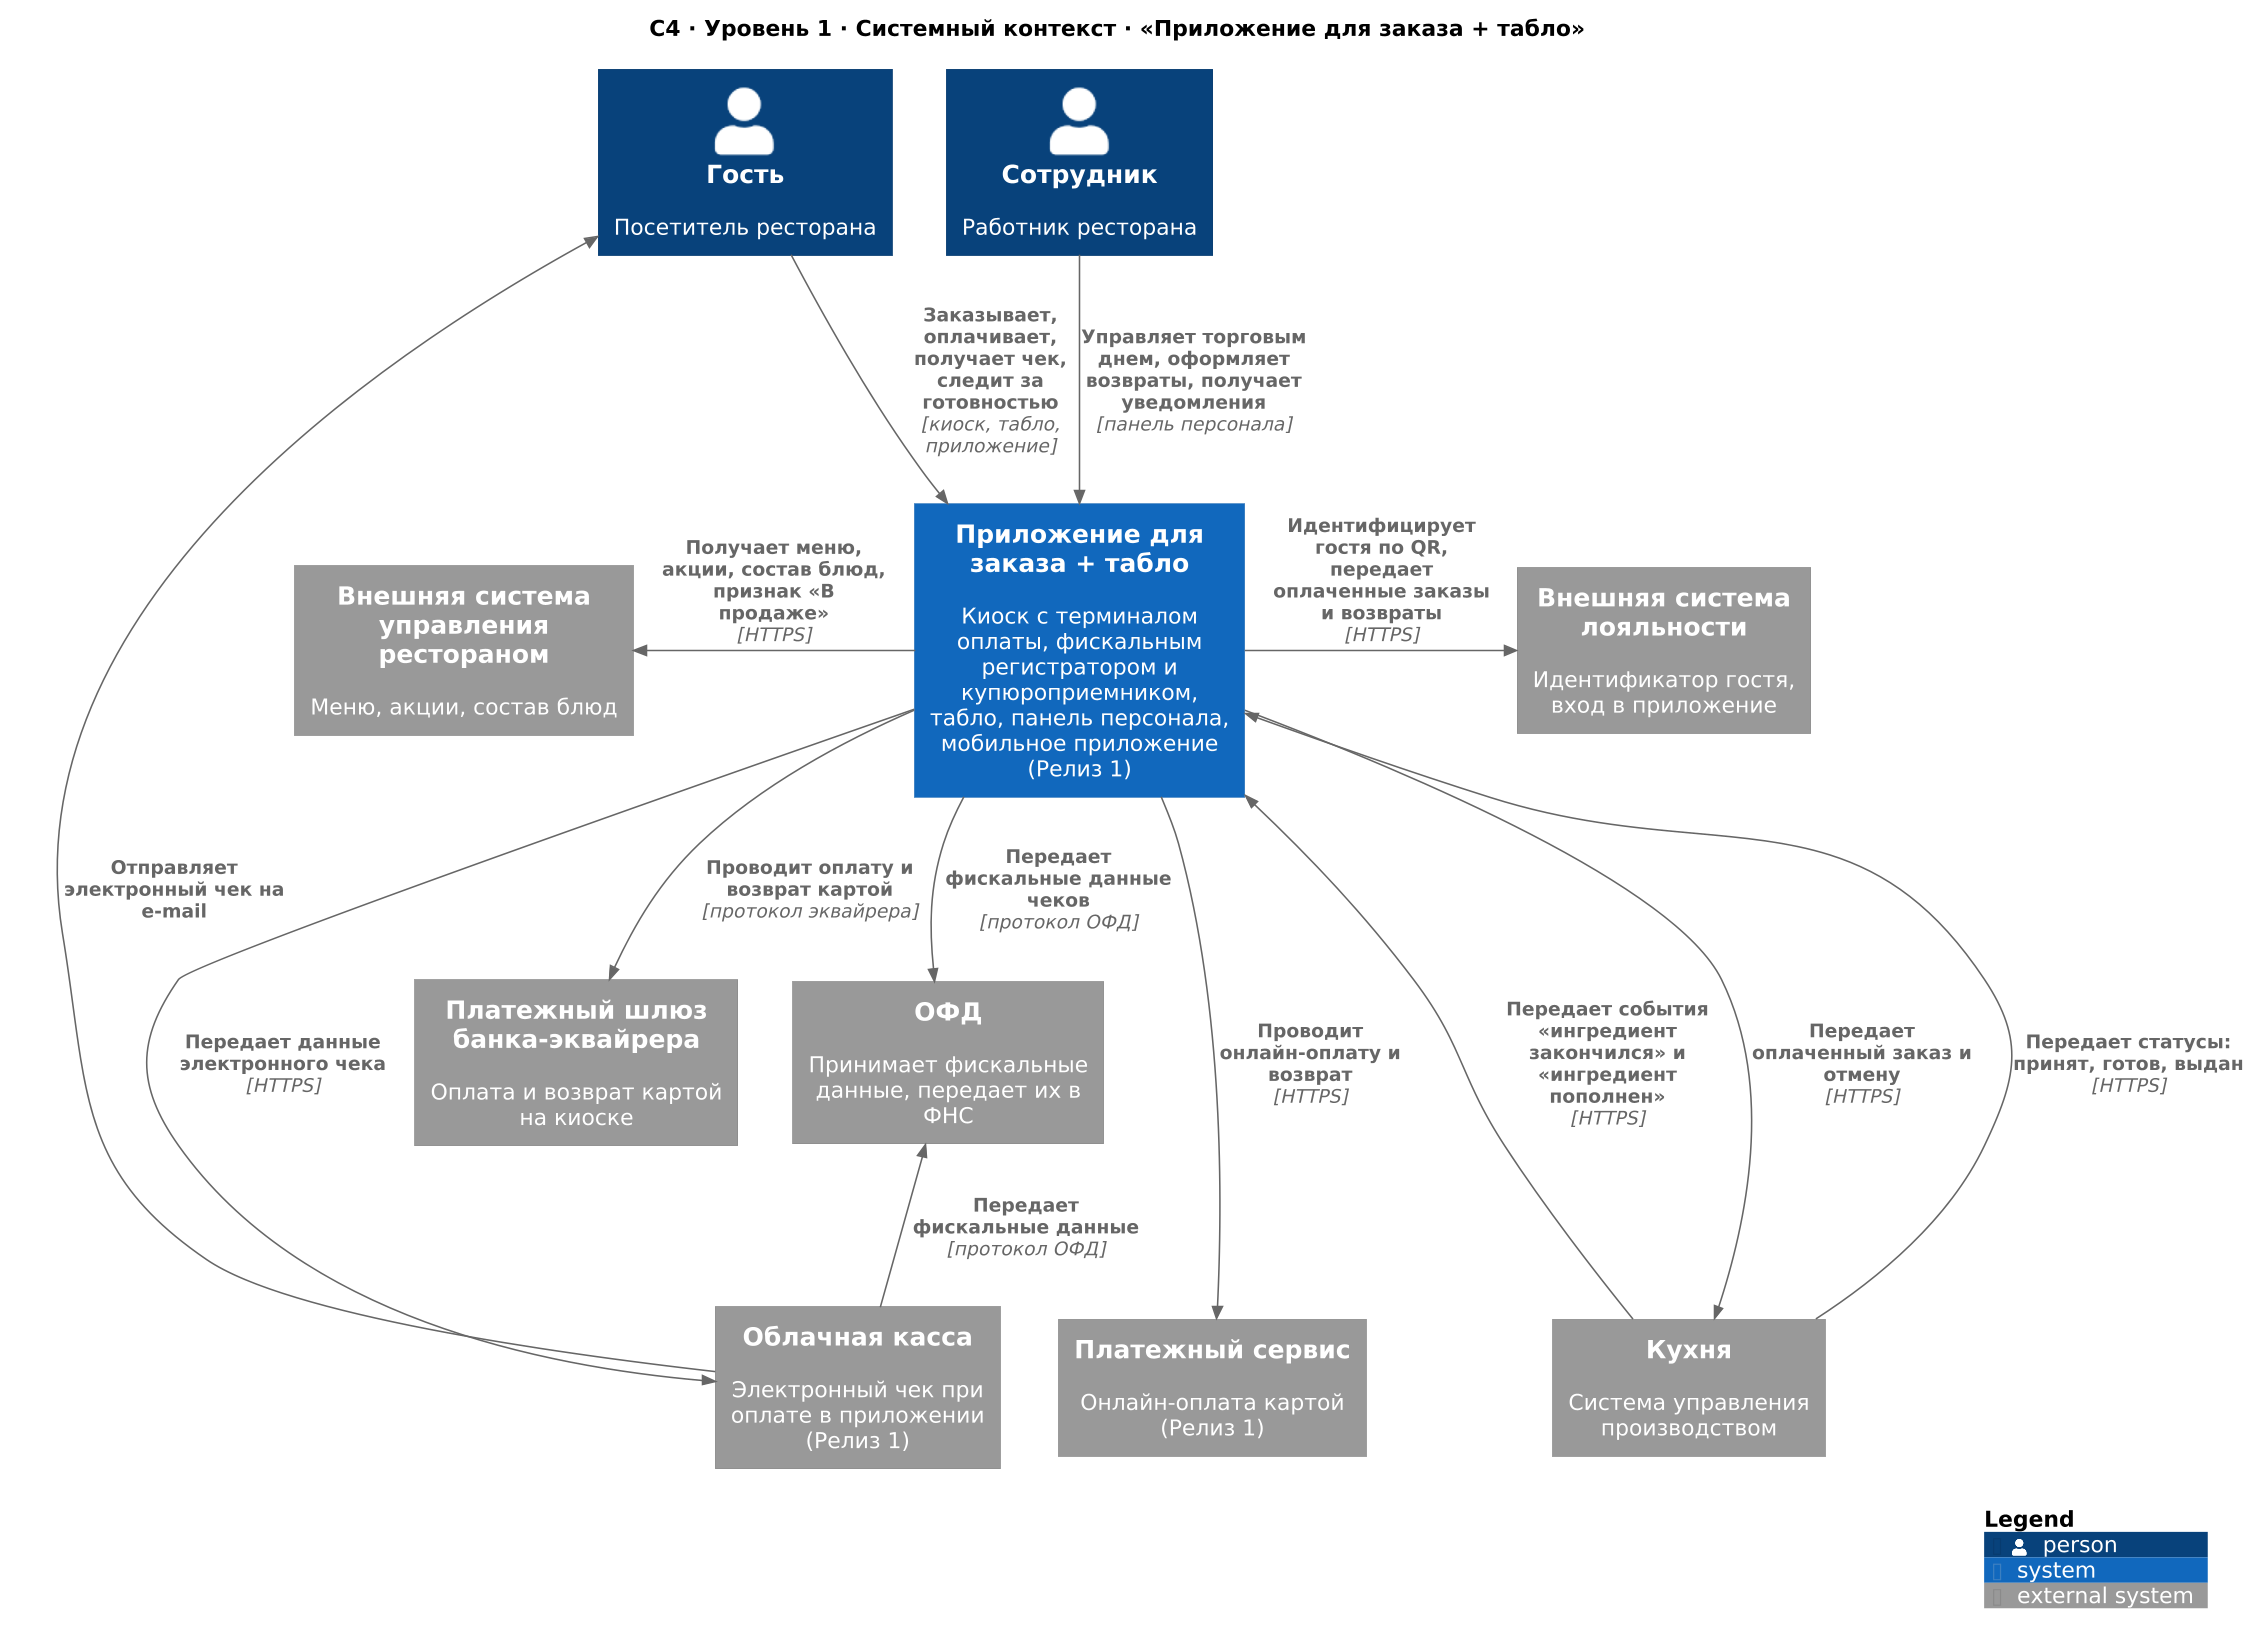 C4 · Уровень 1 · Системный контекст · «Приложение для заказа + табло»
Гость
Посетитель ресторана
Сотрудник
Работник ресторана
Заказывает,
оплачивает,
получает чек,
следит за
готовностью
[киоск, табло,
приложение]
Управляет торговым
днем, оформляет
возвраты, получает
уведомления
[панель персонала]
Внешняя система
управления
рестораном
Меню, акции, состав блюд
Получает меню,
акции, состав блюд,
признак «В
продаже»
[HTTPS]
Приложение для
заказа + табло
Киоск с терминалом
оплаты, фискальным
регистратором и
купюроприемником,
табло, панель персонала,
мобильное приложение
(Релиз 1)
Идентифицирует
гостя по QR,
передает
оплаченные заказы
и возвраты
[HTTPS]
Внешняя система
лояльности
Идентификатор гостя,
вход в приложение
Отправляет
электронный чек на
e-mail
Проводит оплату и
возврат картой
[протокол эквайрера]
Передает
фискальные данные
чеков
[протокол ОФД]
Передает данные
электронного чека
[HTTPS]
Платежный шлюз
банка-эквайрера
Оплата и возврат картой
на киоске
ОФД
Принимает фискальные
данные, передает их в
ФНС
Проводит
онлайн-оплату и
возврат
[HTTPS]
Передает события
«ингредиент
закончился» и
«ингредиент
пополнен»
[HTTPS]
Передает
оплаченный заказ и
отмену
[HTTPS]
Передает статусы:
принят, готов, выдан
[HTTPS]
Передает
фискальные данные
[протокол ОФД]
Облачная касса
Электронный чек при
оплате в приложении
(Релиз 1)
Платежный сервис
Онлайн-оплата картой
(Релиз 1)
Кухня
Система управления
производством
Legend
person
system
external system